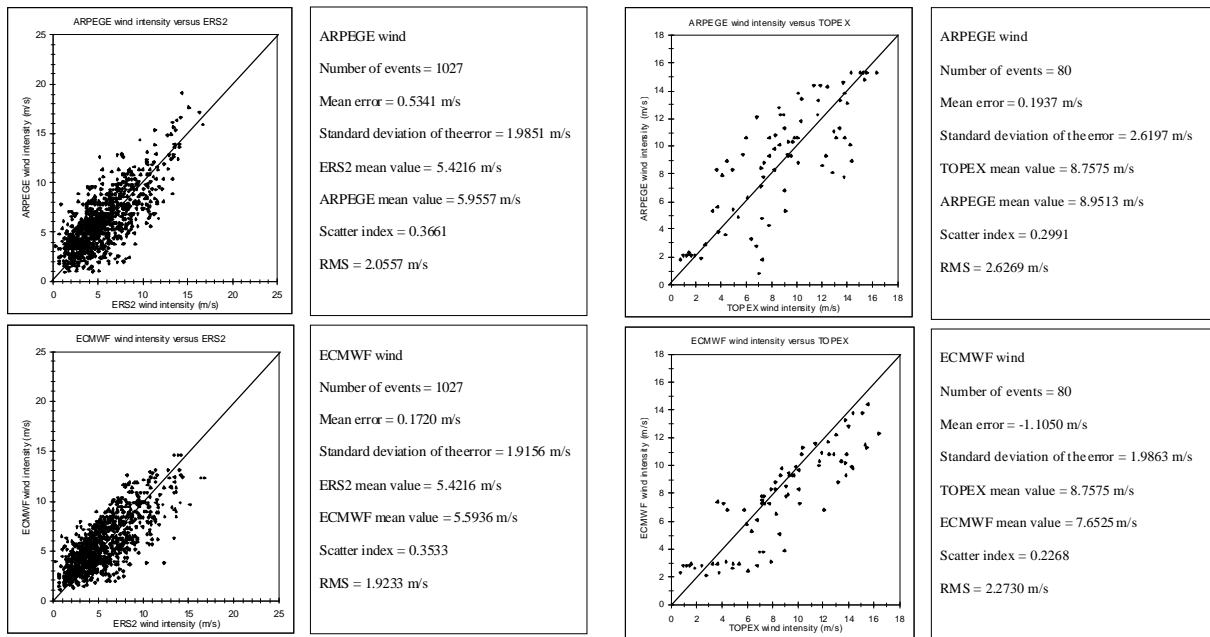 ARPEGE wind intensity versus ERS2
25
20
15
10
5
0
ARPEGE wind intensity (m/s)
0 5 10 15 20 25
ERS2 wind intensity (m/s)
ARPEGE wind
Number of events = 1027
Mean error = 0.5341 m/s
Standard deviation of the error = 1.9851 m/s
ERS2 mean value = 5.4216 m/s
ARPEGE mean value = 5.9557 m/s
Scatter index = 0.3661
RMS = 2.0557 m/s
ARPEGE wind intensity versus TOPEX
18
16
14
12
10
8
6
4
2
0
ARPEGE wind intensity (m/s)
0 2 4 6 8 10 12 14 16 18
TOPEX wind intensity (m/s)
ARPEGE wind
Number of events = 80
Mean error = 0.1937 m/s
Standard deviation of the error = 2.6197 m/s
TOPEX mean value = 8.7575 m/s
ARPEGE mean value = 8.9513 m/s
Scatter index = 0.2991
RMS = 2.6269 m/s
ECMWF wind intensity versus ERS2
25
20
15
10
5
0
ECMWF wind intensity (m/s)
0 5 10 15 20 25
ERS2 wind intensity (m/s)
ECMWF wind
Number of events = 1027
Mean error = 0.1720 m/s
Standard deviation of the error = 1.9156 m/s
ERS2 mean value = 5.4216 m/s
ECMWF mean value = 5.5936 m/s
Scatter index = 0.3533
RMS = 1.9233 m/s
ECMWF wind intensity versus TOPEX
18
16
14
12
10
8
6
4
2
0
ECMWF wind intensity (m/s)
0 2 4 6 8 10 12 14 16 18
TOPEX wind intensity (m/s)
ECMWF wind
Number of events = 80
Mean error = -1.1050 m/s
Standard deviation of the error = 1.9863 m/s
TOPEX mean value = 8.7575 m/s
ECMWF mean value = 7.6525 m/s
Scatter index = 0.2268
RMS = 2.2730 m/s